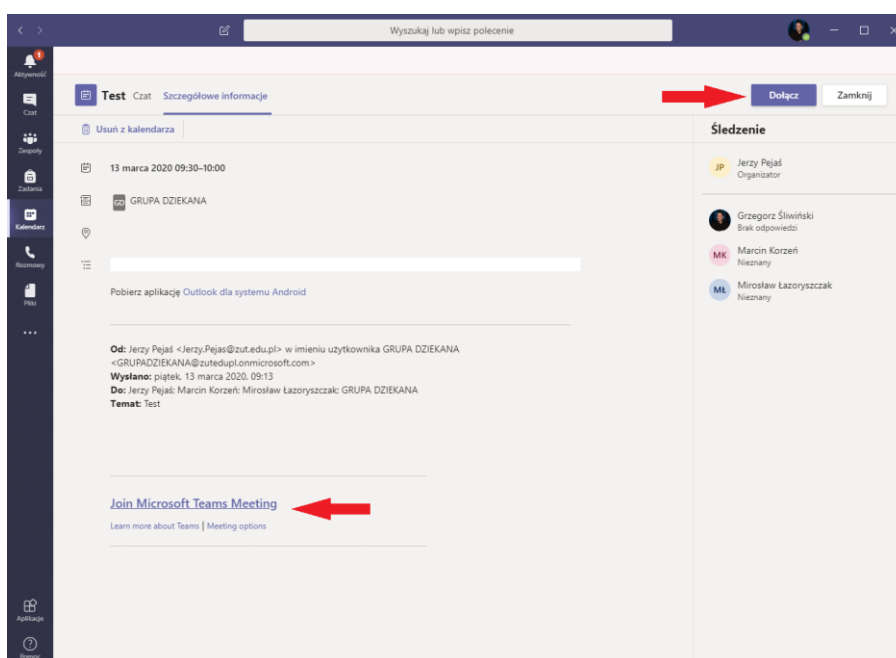 Wyszukaj lub wpisz polecenie
1
Aktywność
Czat
Zespoły
Zadania
Kalendarz
Rozmowy
Pliki
Aplikacje
Pomoc
Test Czat Szczegółowe informacje
Dołącz Zamknij
Usuń z kalendarza
13 marca 2020 09:30–10:00
GD GRUPA DZIEKANA
Pobierz aplikację Outlook dla systemu Android
Od: Jerzy Pejaś <Jerzy.Pejas@zut.edu.pl> w imieniu użytkownika GRUPA DZIEKANA
<GRUPADZIEKANA@zutedupl.onmicrosoft.com>
Wysłano: piątek, 13 marca 2020, 09:13
Do: Jerzy Pejaś; Marcin Korzeń; Mirosław Łazoryszczak; GRUPA DZIEKANA
Temat: Test
Join Microsoft Teams Meeting
Learn more about Teams | Meeting options
Śledzenie
JP Jerzy Pejaś
Organizator
Grzegorz Śliwiński
Brak odpowiedzi
MK Marcin Korzeń
Nieznany
MŁ Mirosław Łazoryszczak
Nieznany